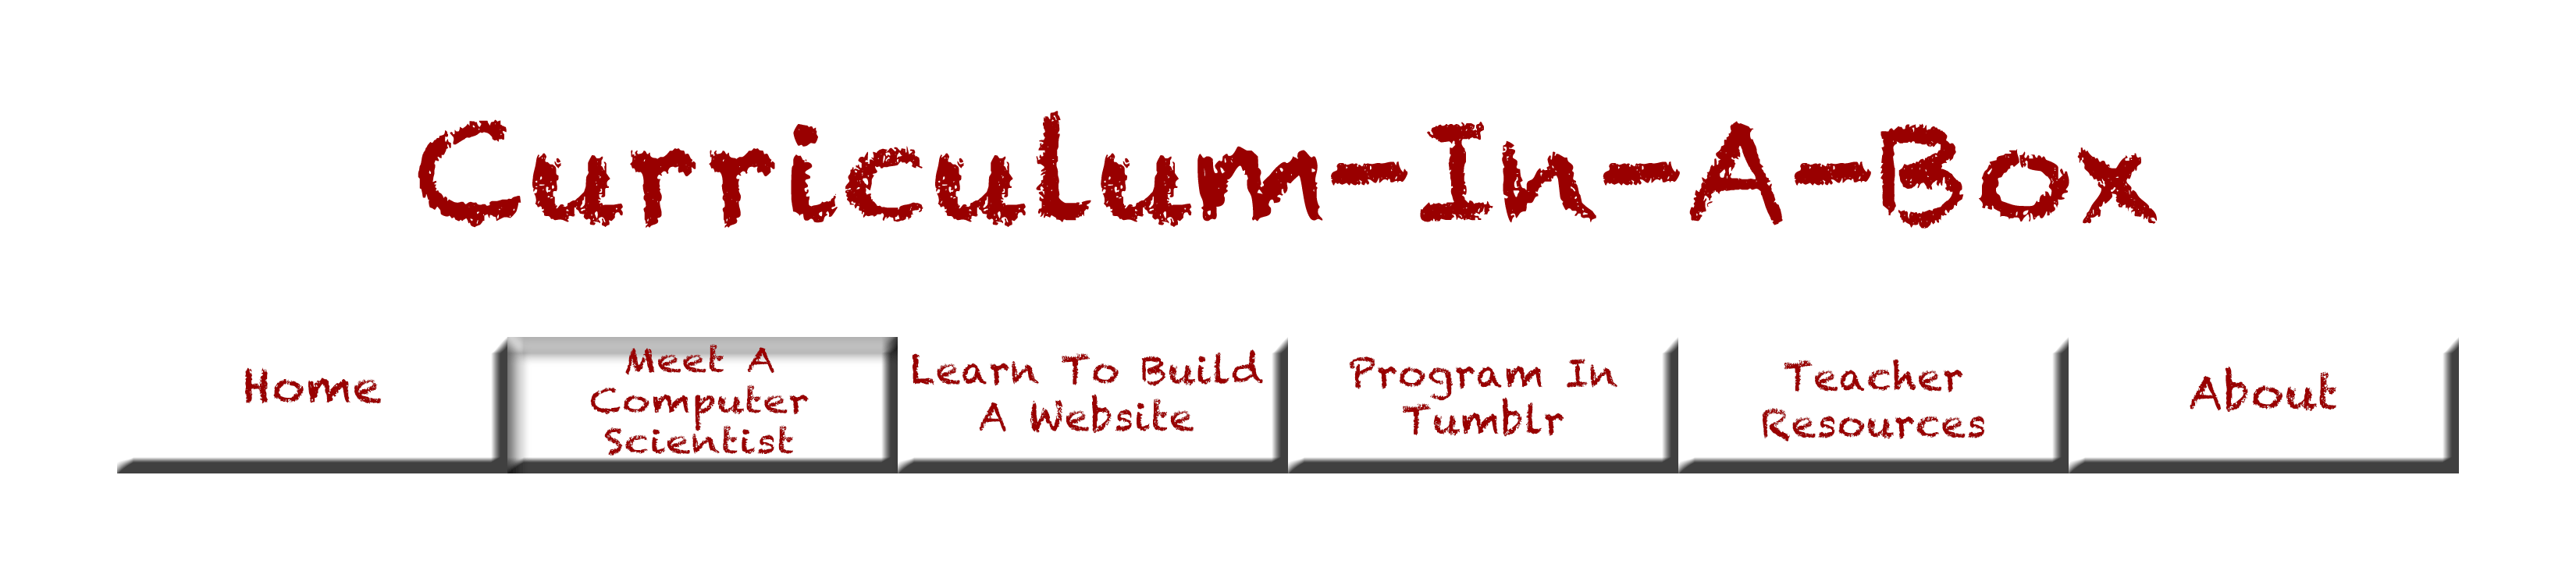 Curriculum-In-A-Box
Home
Meet A
Computer
Scientist
Learn To Build
A Website
Program In
Tumblr
Teacher
Resources
About